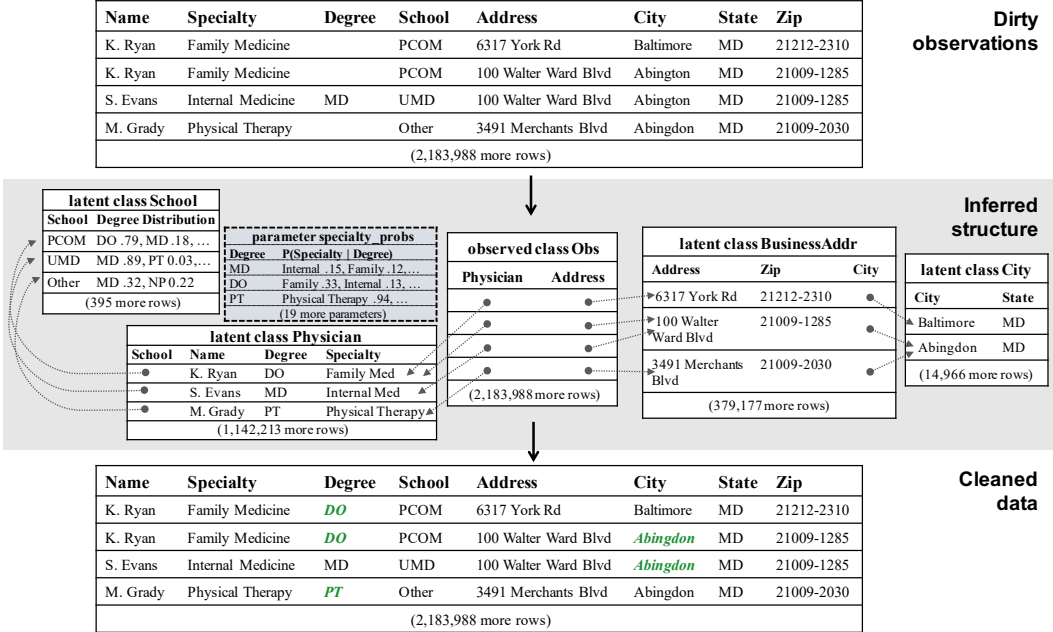 Name Specialty Degree School Address City State Zip
K. Ryan Family Medicine PCOM 6317 York Rd Baltimore MD 21212-2310
K. Ryan Family Medicine PCOM 100 Walter Ward Blvd Abington MD 21009-1285
S. Evans Internal Medicine MD UMD 100 Walter Ward Blvd Abington MD 21009-1285
M. Grady Physical Therapy Other 3491 Merchants Blvd Abingdon MD 21009-2030
(2,183,988 more rows)
Dirty
observations
Inferred
structure
latent class School
School Degree Distribution
PCOM DO .79, MD .18, …
UMD MD .89, PT 0.03,…
Other MD .32, NP 0.22
(395 more rows)
parameter specialty_probs
Degree P(Specialty | Degree)
MD Internal .15, Family .12,…
DO Family .33, Internal .13, …
PT Physical Therapy .94, …
(19 more parameters)
latent class Physician
School Name Degree Specialty
K. Ryan DO Family Med
S. Evans MD Internal Med
M. Grady PT Physical Therapy
(1,142,213 more rows)
observed class Obs
Physician Address
(2,183,988 more rows)
latent class BusinessAddr
Address Zip City
6317 York Rd 21212-2310
100 Walter 21009-1285
Ward Blvd
3491 Merchants 21009-2030
Blvd
(379,177 more rows)
latent class City
City State
Baltimore MD
Abingdon MD
(14,966 more rows)
Name Specialty Degree School Address City State Zip
K. Ryan Family Medicine DO PCOM 6317 York Rd Baltimore MD 21212-2310
K. Ryan Family Medicine DO PCOM 100 Walter Ward Blvd Abingdon MD 21009-1285
S. Evans Internal Medicine MD UMD 100 Walter Ward Blvd Abingdon MD 21009-1285
M. Grady Physical Therapy PT Other 3491 Merchants Blvd Abingdon MD 21009-2030
(2,183,988 more rows)
Cleaned
data